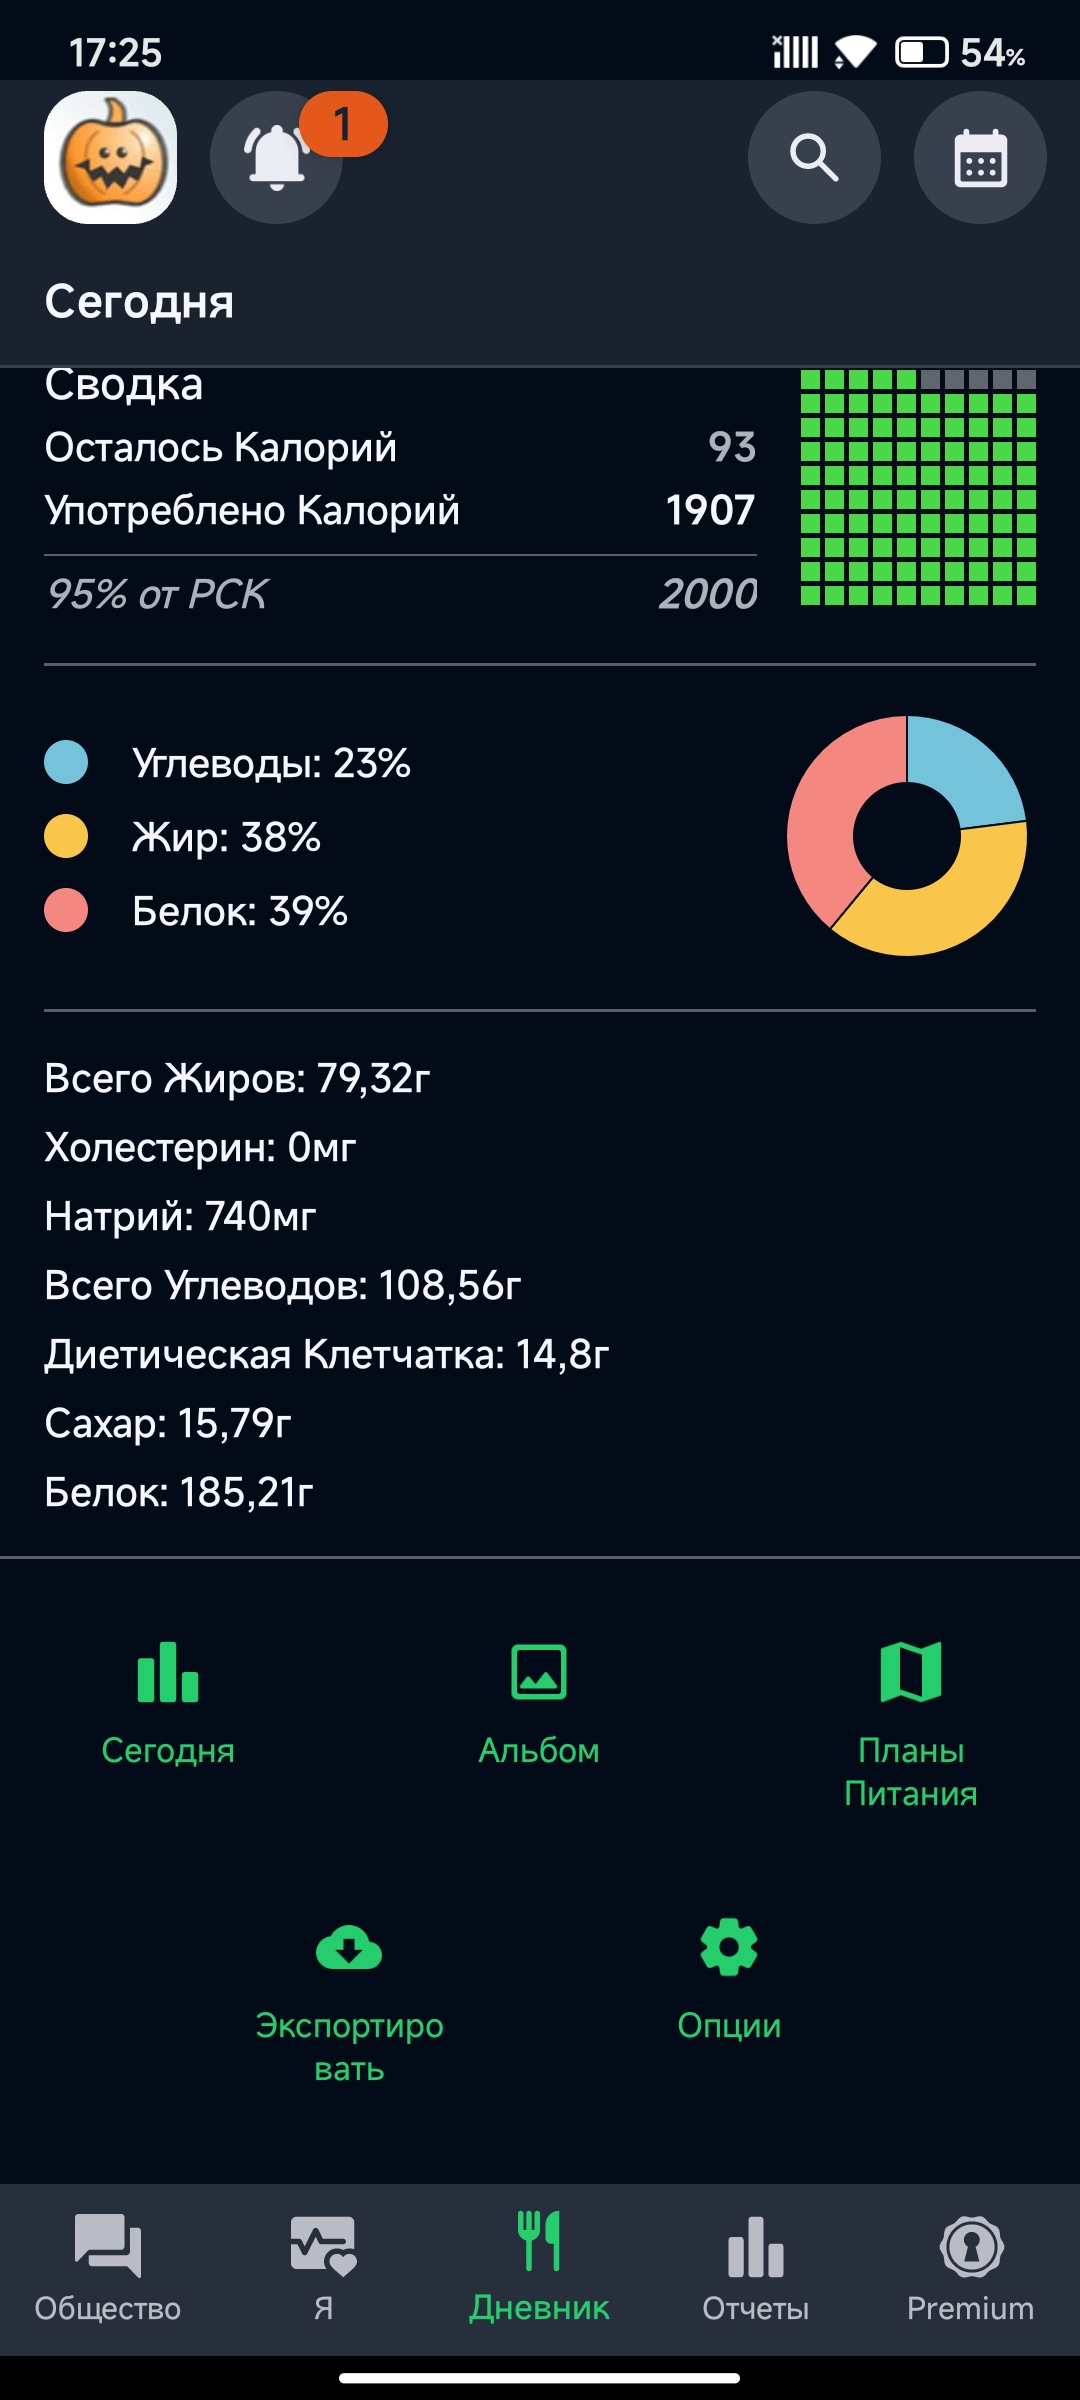 17:25
54%
1
Сегодня
Сводка
Осталось Калорий 93
Употреблено Калорий 1907
95% от РСК 2000
Углеводы: 23%
Жир: 38%
Белок: 39%
Всего Жиров: 79,32г
Холестерин: 0мг
Натрий: 740мг
Всего Углеводов: 108,56г
Диетическая Клетчатка: 14,8г
Сахар: 15,79г
Белок: 185,21г
Сегодня
Альбом
Планы
Питания
Экспортиро
вать
Опции
Общество
Я
Дневник
Отчеты
Premium